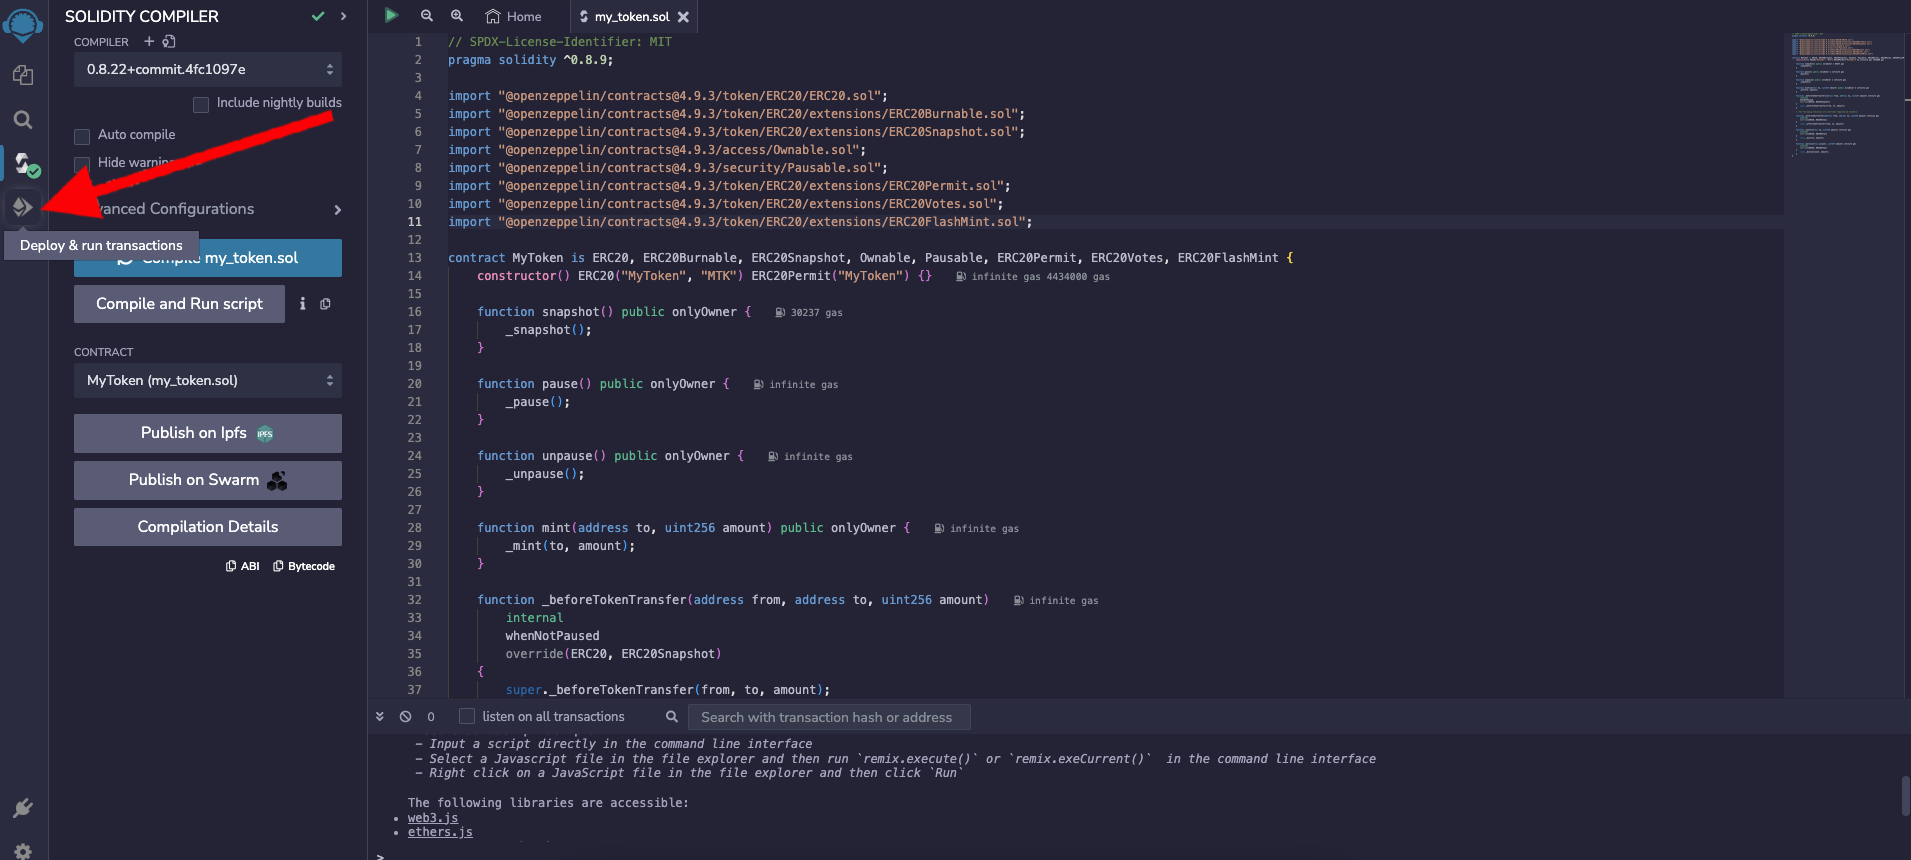 SOLIDITY COMPILER
COMPILER
0.8.22+commit.4fc1097e
Include nightly builds
Auto compile
Hide
Configurations
Deploy & run transactions
my_token.sol
Compile and Run script
CONTRACT
MyToken (my_token.sol)
Publish on Ipfs IPFS
Publish on Swarm
Compilation Details
ABI Bytecode
Home my_token.sol
1 // SPDX-License-Identifier: MIT
2 pragma solidity ^0.8.9;
3
4 import "@openzeppelin/contracts@4.9.3/token/ERC20/ERC20.sol";
5 import "@openzeppelin/contracts@4.9.3/token/ERC20/extensions/ERC20Burnable.sol";
6 import "@openzeppelin/contracts@4.9.3/token/ERC20/extensions/ERC20Snapshot.sol";
7 import "@openzeppelin/contracts@4.9.3/access/Ownable.sol";
8 import "@openzeppelin/contracts@4.9.3/security/Pausable.sol";
9 import "@openzeppelin/contracts@4.9.3/token/ERC20/extensions/ERC20Permit.sol";
10 import "@openzeppelin/contracts@4.9.3/token/ERC20/extensions/ERC20Votes.sol";
11 import "@openzeppelin/contracts@4.9.3/token/ERC20/extensions/ERC20FlashMint.sol";
12
13 contract MyToken is ERC20, ERC20Burnable, ERC20Snapshot, Ownable, Pausable, ERC20Permit, ERC20Votes, ERC20FlashMint {
14 constructor() ERC20("MyToken", "MTK") ERC20Permit("MyToken") {} infinite gas 4434000 gas
15
16 function snapshot() public onlyOwner { 30237 gas
17 _snapshot();
18 }
19
20 function pause() public onlyOwner { infinite gas
21 _pause();
22 }
23
24 function unpause() public onlyOwner { infinite gas
25 _unpause();
26 }
27
28 function mint(address to, uint256 amount) public onlyOwner { infinite gas
29 _mint(to, amount);
30 }
31
32 function _beforeTokenTransfer(address from, address to, uint256 amount) infinite gas
33 internal
34 whenNotPaused
35 override(ERC20, ERC20Snapshot)
36 {
37 super._beforeTokenTransfer(from, to, amount);
0 listen on all transactions Search with transaction hash or address
- Input a script directly in the command line interface
- Select a Javascript file in the file explorer and then run `remix.execute()` or `remix.exeCurrent()` in the command line interface
- Right click on a JavaScript file in the file explorer and then click `Run`
The following libraries are accessible:
• web3.js
• ethers.js
>